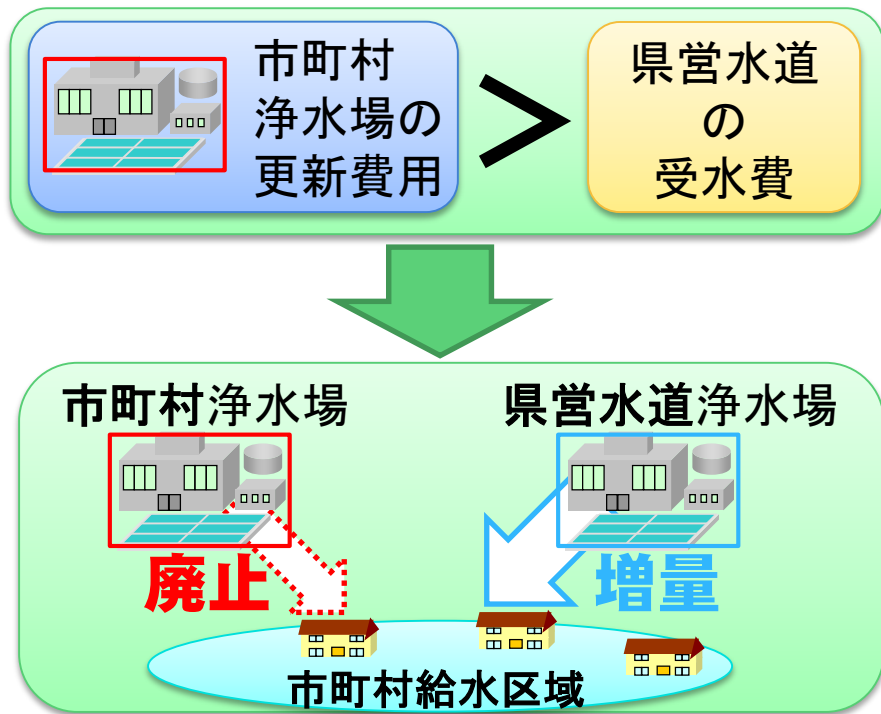 市町村
浄水場の
更新費用
>
県営水道
の
受水費
市町村浄水場
県営水道浄水場
廃止
増量
市町村給水区域